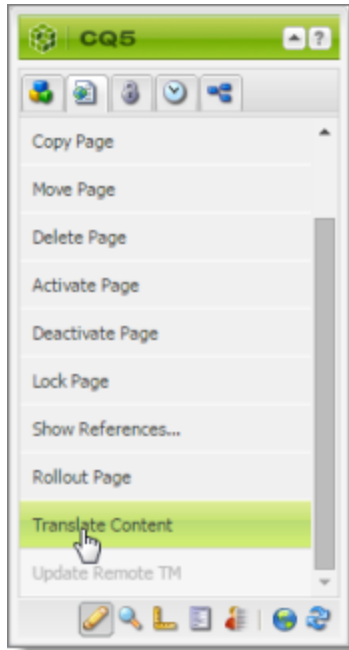 CQ5
?
Copy Page
Move Page
Delete Page
Activate Page
Deactivate Page
Lock Page
Show References...
Rollout Page
Translate Content
Update Remote TM